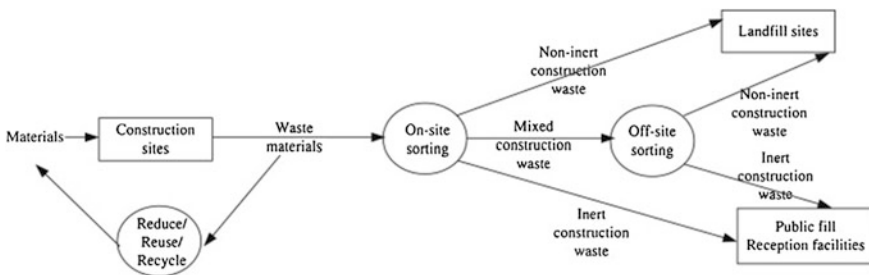 Landfill sites
Non-inert
construction
waste
Non-inert
construction
waste
Materials
Construction
sites
Waste
materials
On-site
sorting
Mixed
construction
waste
Off-site
sorting
Inert
construction
waste
Reduce/
Reuse/
Recycle
Inert
construction
waste
Public fill
Reception facilities